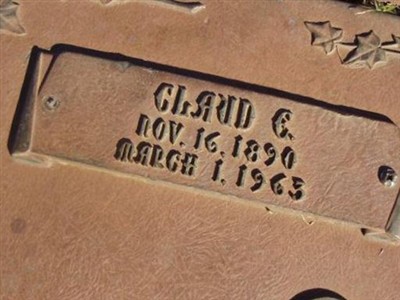 CLAUD E.
NOV. 16, 1890
MARCH 1, 1965